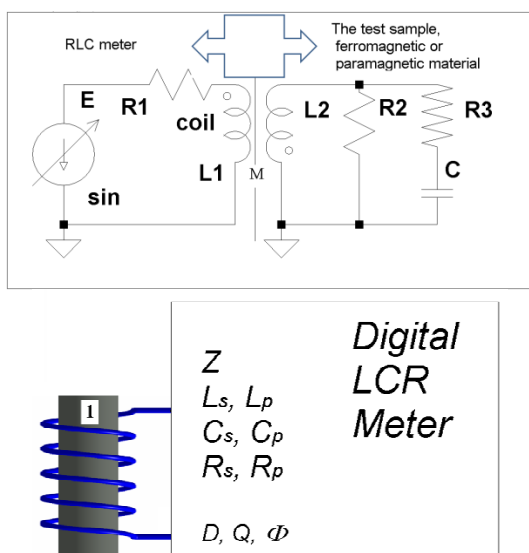 RLC meter
The test sample,
ferromagnetic or
paramagnetic material
E
R1
coil
L1
M
L2
R2
R3
C
sin
1
Digital
LCR
Meter
Z
Ls, Lp
Cs, Cp
Rs, Rp
D, Q, Φ